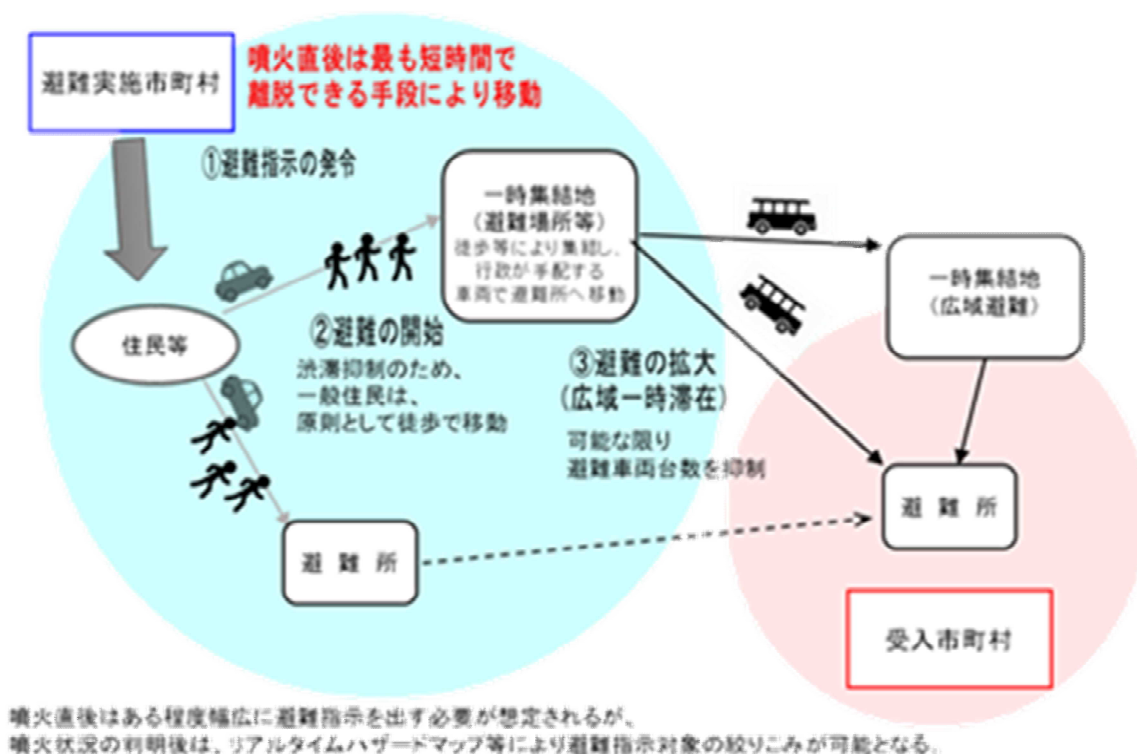 避難実施市町村
噴火直後は最も短時間で
離脱できる手段により移動
①避難指示の発令
一時集結地
(避難場所等)
徒歩等により集結し、
行政が手配する
車両で避難所へ移動
一時集結地
(広域避難)
住民等
②避難の開始
渋滞抑制のため、
一般住民は、
原則として徒歩で移動
③避難の拡大
(広域一時滞在)
可能な限り
避難車両台数を抑制
避難所
避難所
受入市町村
噴火直後はある程度幅広に避難指示を出す必要が想定されるが、
噴火状況の判明後は、リアルタイムハザードマップ等により避難指示対象の絞りこみが可能となる。